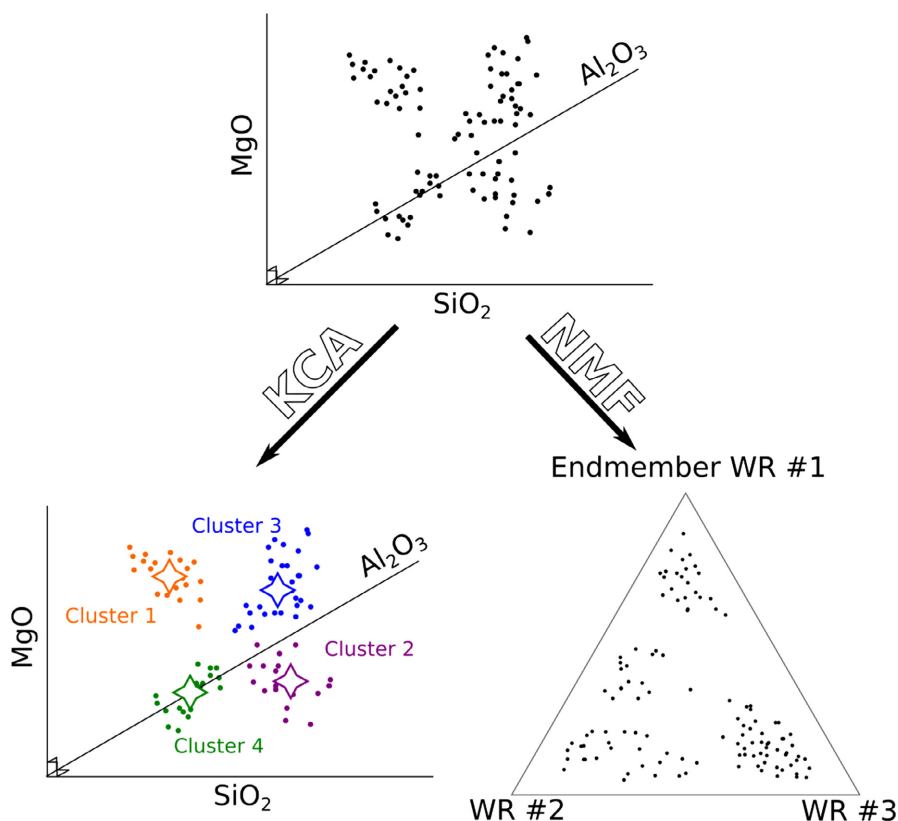 Al₂O₃
MgO
SiO₂
KCA
NMF
Endmember WR #1
Cluster 3
Al₂O₃
Cluster 1
MgO
Cluster 2
Cluster 4
SiO₂
WR #2
WR #3